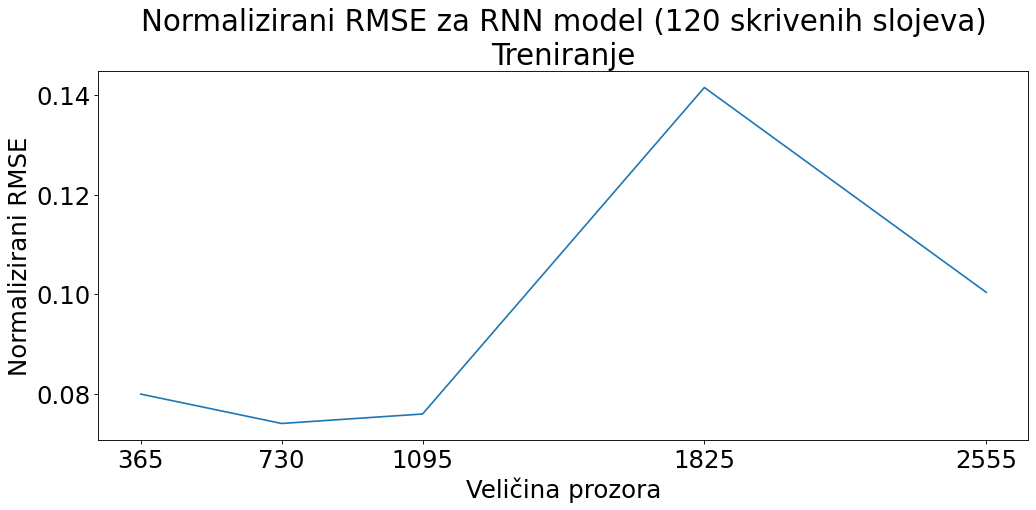 Normalizirani RMSE za RNN model (120 skrivenih slojeva)
Treniranje
0.14
0.12
0.10
0.08
Normalizirani RMSE
365 730 1095 1825 2555
Veličina prozora